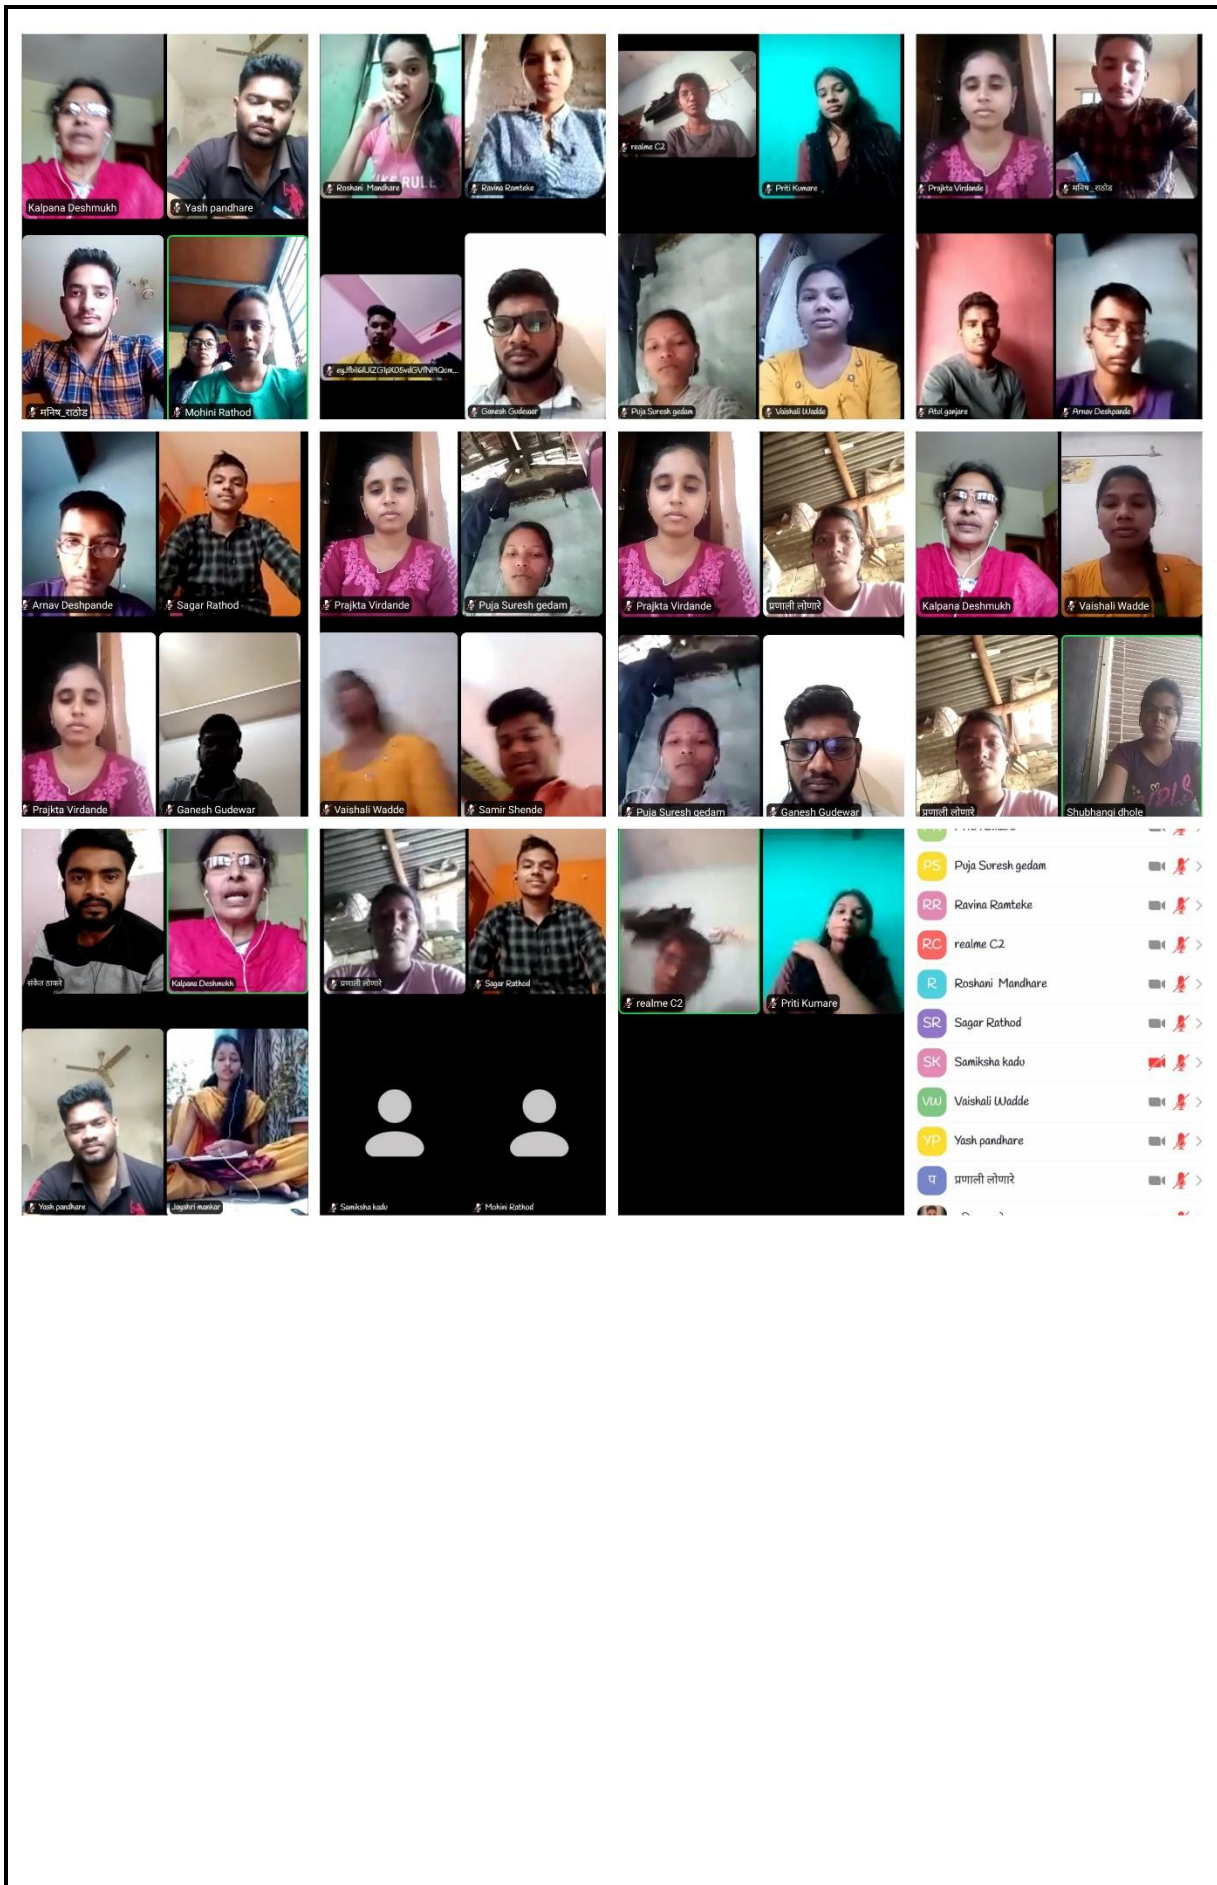 Kalpana Deshmukh
Yash pandhare
मनिष_राठोड
Mohini Rathod
Roshani Mandhare
Ravina Ramteke
Ganesh Gudewar
realme C2
Priti Kumare
Puja Suresh gedam
Vaishali Wadde
Prajkta Virdande
मनिष_राठोड
Atul ganjare
Arnav Deshpande
Arnav Deshpande
Sagar Rathod
Prajkta Virdande
Ganesh Gudewar
Prajkta Virdande
Puja Suresh gedam
Vaishali Wadde
Samir Shende
Prajkta Virdande
प्रणाली लोणारे
Puja Suresh gedam
Ganesh Gudewar
Kalpana Deshmukh
Vaishali Wadde
प्रणाली लोणारे
Shubhangi dhole
संकेत ठाकरे
Kalpana Deshmukh
Yash pandhare
Jayshri mankar
प्रणाली लोणारे
Sagar Rathod
Samiksha kadu
Mohini Rathod
realme C2
Priti Kumare
PS Puja Suresh gedam
RR Ravina Ramteke
RC realme C2
R Roshani Mandhare
SR Sagar Rathod
SK Samiksha kadu
VW Vaishali Wadde
YP Yash pandhare
प प्रणाली लोणारे